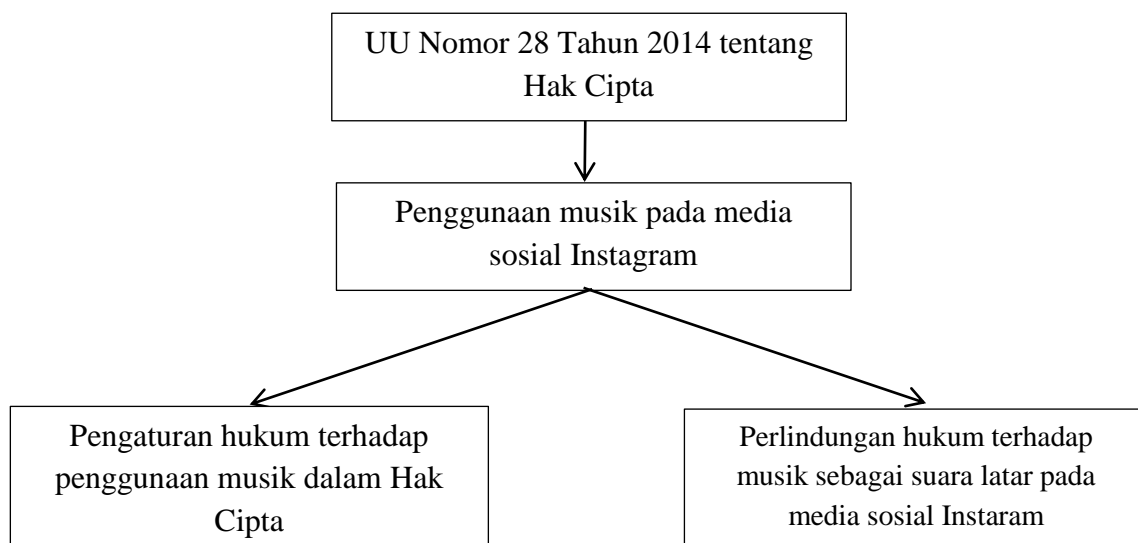 UU Nomor 28 Tahun 2014 tentang
Hak Cipta
Penggunaan musik pada media
sosial Instagram
Pengaturan hukum terhadap
penggunaan musik dalam Hak
Cipta
Perlindungan hukum terhadap
musik sebagai suara latar pada
media sosial Instaram